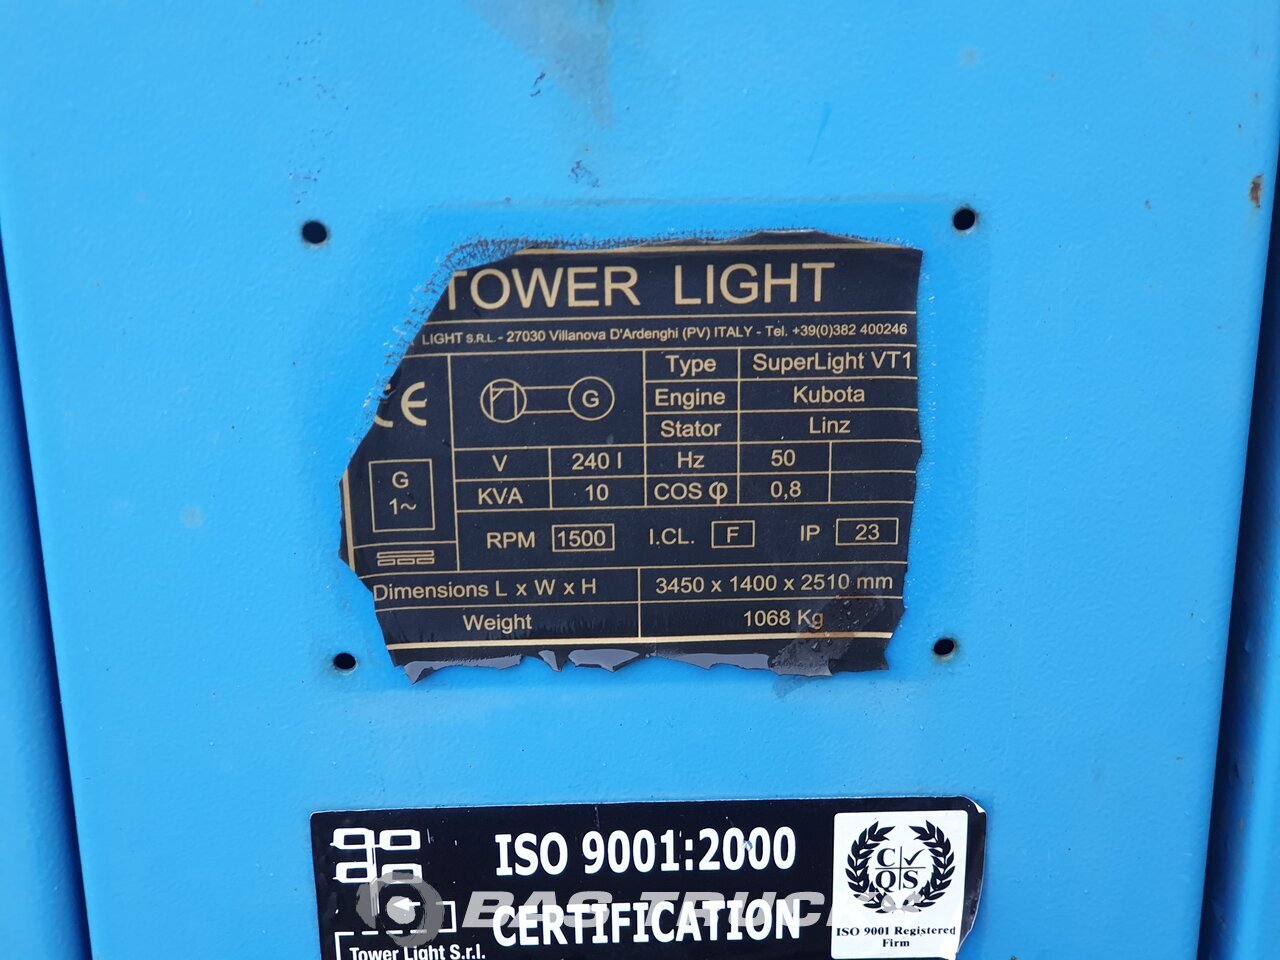 TOWER LIGHT
LIGHT S.R.L. - 27030 Villanova D'Ardenghi (PV) ITALY - Tel. +39(0)382 400246
Type SuperLight VT1
CE G Engine Kubota
Stator Linz
V 240 I Hz 50
G 1~ KVA 10 COS φ 0,8
RPM 1500 I.CL. F IP 23
Dimensions L x W x H 3450 x 1400 x 2510 mm
Weight 1068 Kg
ISO 9001:2000
CERTIFICATION
C Q S
ISO 9001 Registered
Firm
Tower Light S.r.l.
BAS TRUCKS